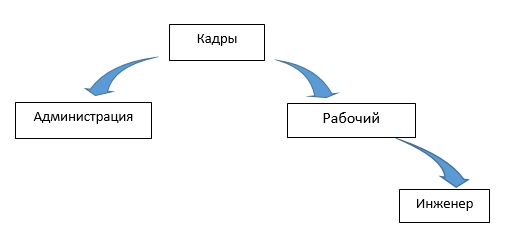 Кадры
Администрация
Рабочий
Инженер